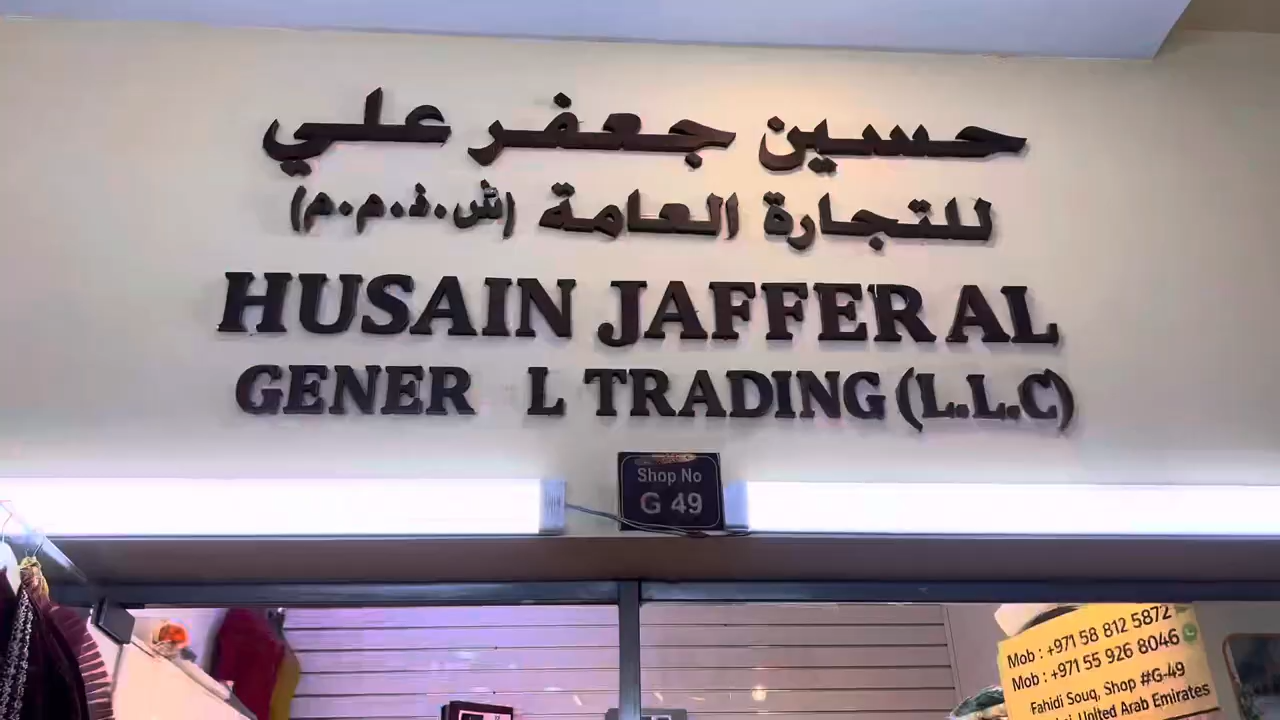 حسين جعفر علي
للتجارة العامة (ش.ذ.م.م)
HUSAIN JAFFER AL
GENER L TRADING (L.L.C)
Shop No
G 49
Mob : +971 58 812 5872
Mob : +971 55 926 8046
Fahidi Souq, Shop #G-49
United Arab Emirates